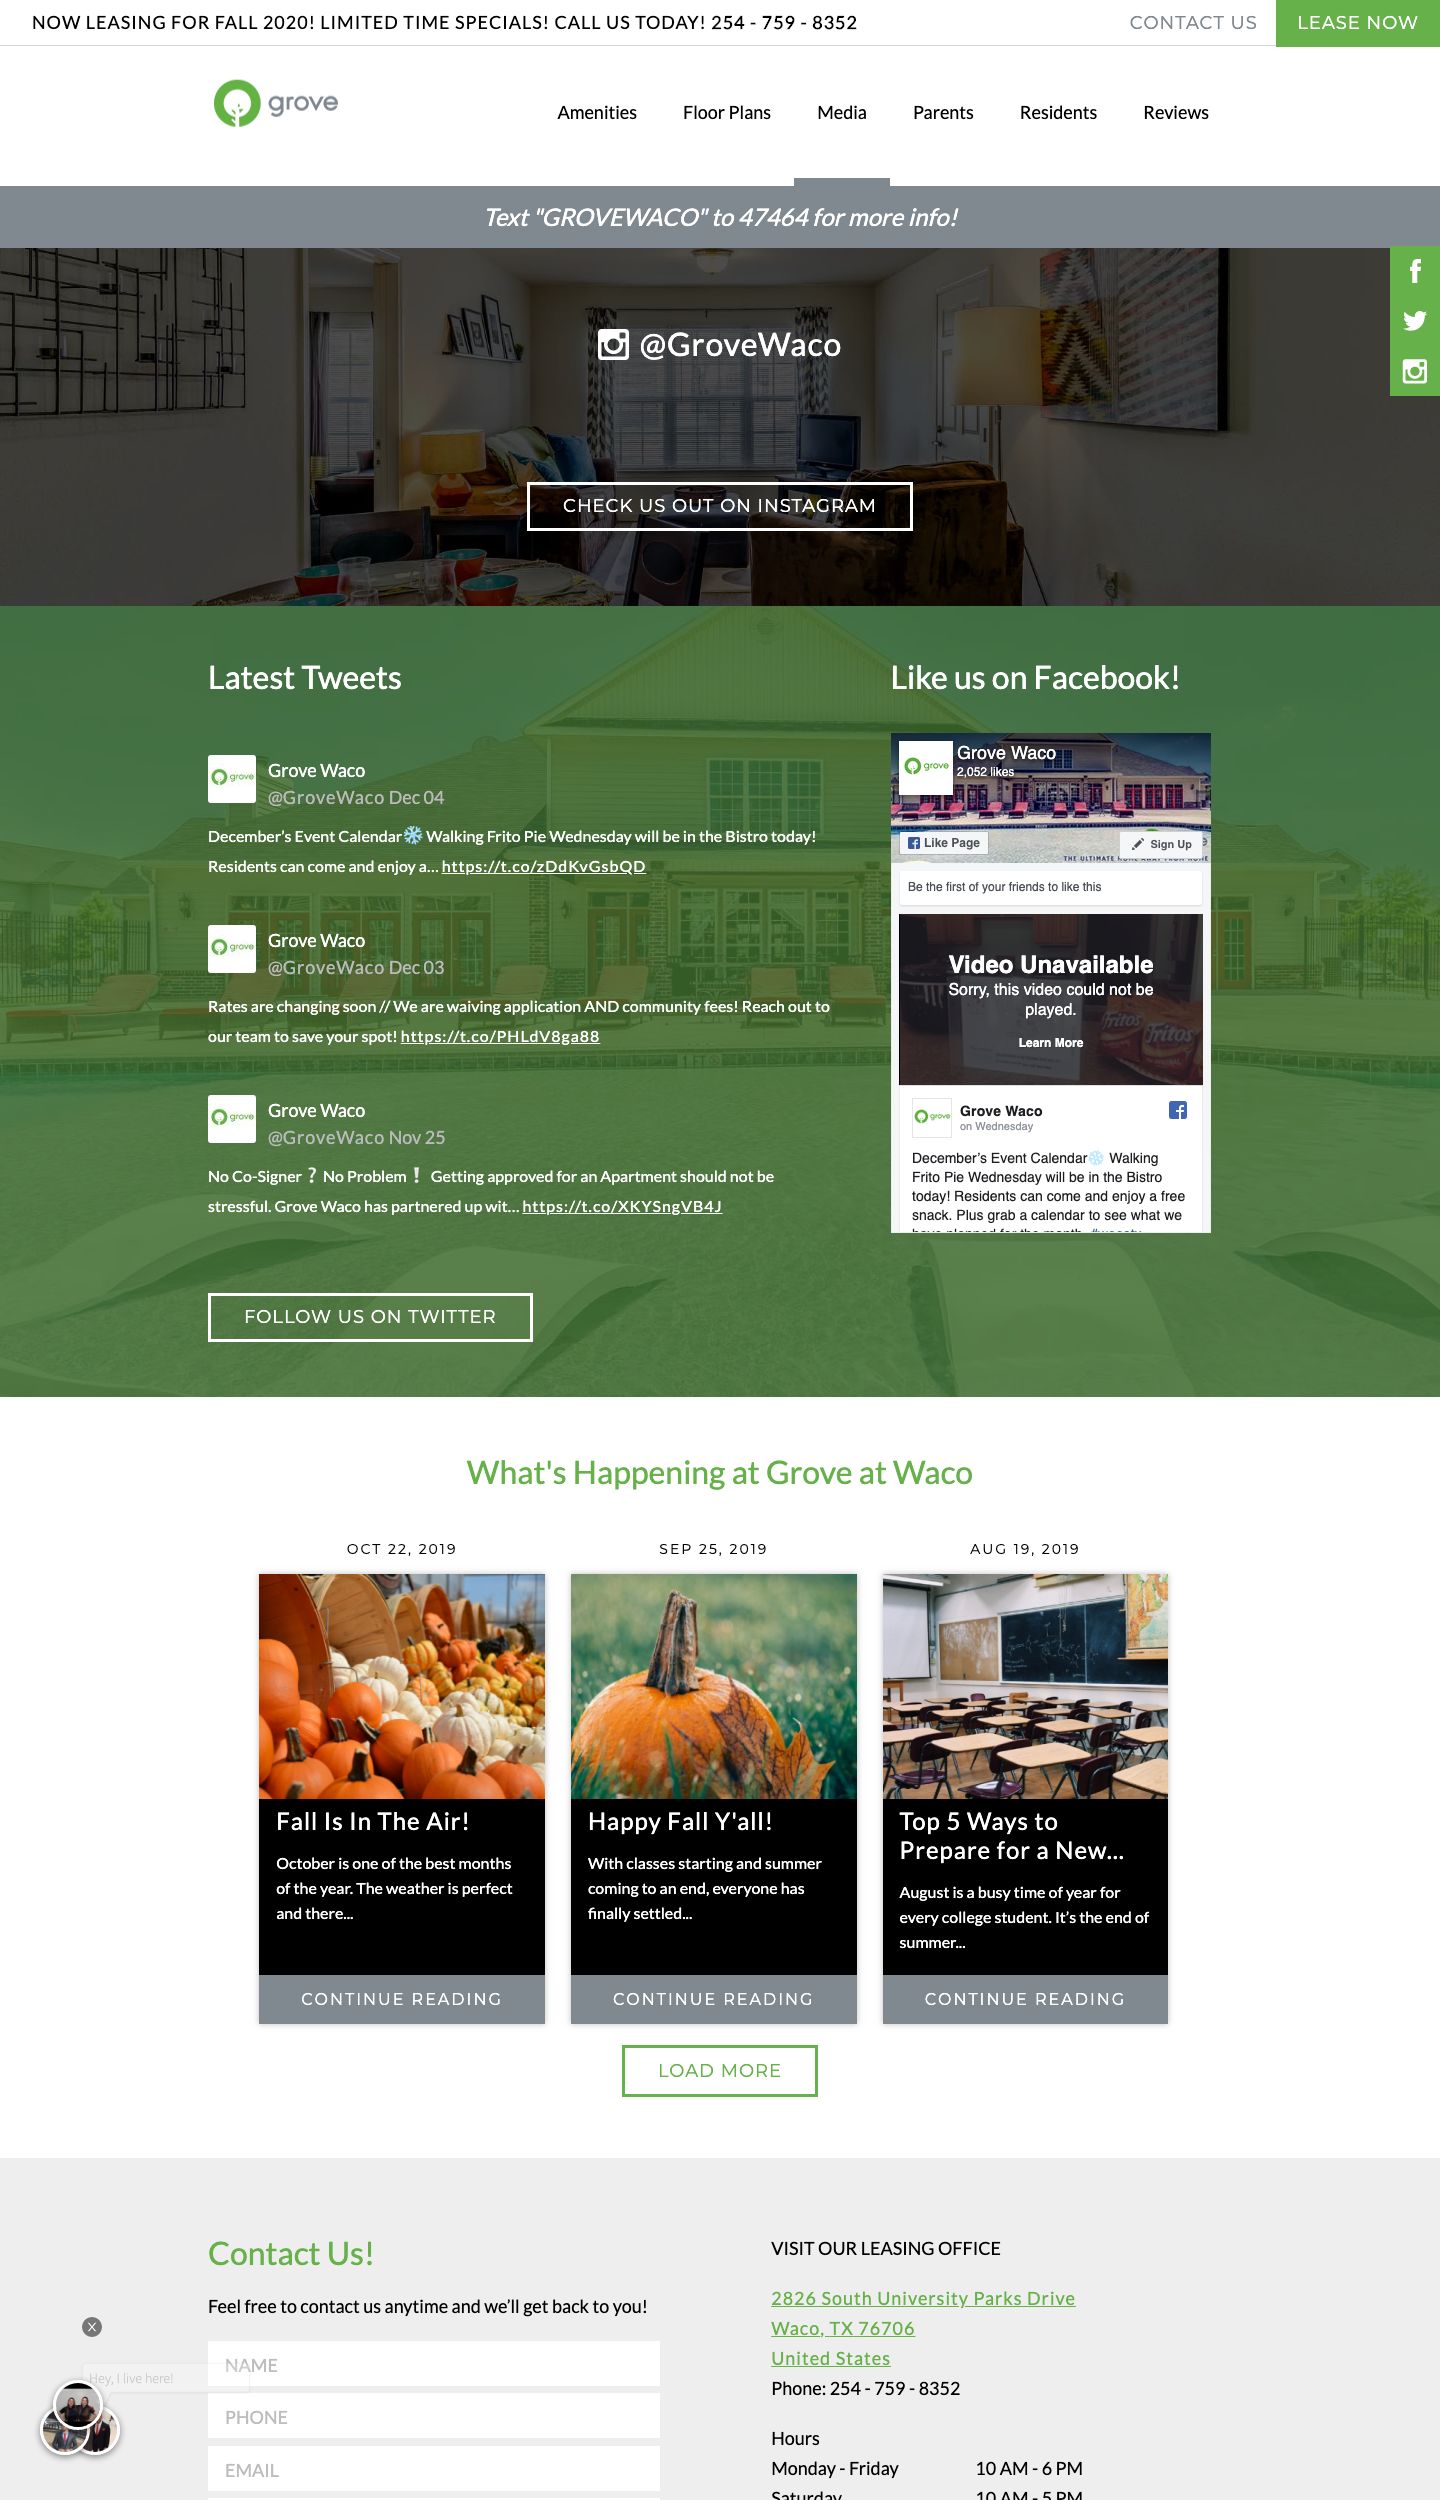 NOW LEASING FOR FALL 2020! LIMITED TIME SPECIALS! CALL US TODAY! 254 - 759 - 8352
CONTACT US
LEASE NOW
grove
Amenities
Floor Plans
Media
Parents
Residents
Reviews
Text "GROVEWACO" to 47464 for more info!
@GroveWaco
CHECK US OUT ON INSTAGRAM
Latest Tweets
grove
Grove Waco
@GroveWaco Dec 04
December's Event Calendar❄️ Walking Frito Pie Wednesday will be in the Bistro today!
Residents can come and enjoy a... https://t.co/zDdKvGsbQD
grove
Grove Waco
@GroveWaco Dec 03
Rates are changing soon // We are waiving application AND community fees! Reach out to
our team to save your spot! https://t.co/PHLdV8ga88
grove
Grove Waco
@GroveWaco Nov 25
No Co-Signer❔No Problem❕ Getting approved for an Apartment should not be
stressful. Grove Waco has partnered up wit... https://t.co/XKYSngVB4J
FOLLOW US ON TWITTER
Like us on Facebook!
grove
Grove Waco
2,052 likes
Like Page
Sign Up
THE ULTIMATE HOME AWAY FROM HOME
Be the first of your friends to like this
Video Unavailable
Sorry, this video could not be
played.
Learn More
Fritos
Fritos
grove
Grove Waco
on Wednesday
December's Event Calendar❄️ Walking
Frito Pie Wednesday will be in the Bistro
today! Residents can come and enjoy a free
snack. Plus grab a calendar to see what we
have planned for the month.
1 FT
What's Happening at Grove at Waco
OCT 22, 2019
Fall Is In The Air!
October is one of the best months
of the year. The weather is perfect
and there...
CONTINUE READING
SEP 25, 2019
Happy Fall Y'all!
With classes starting and summer
coming to an end, everyone has
finally settled...
CONTINUE READING
AUG 19, 2019
Top 5 Ways to
Prepare for a New...
August is a busy time of year for
every college student. It's the end of
summer...
CONTINUE READING
LOAD MORE
Contact Us!
Feel free to contact us anytime and we'll get back to you!
NAME
PHONE
EMAIL
X
Hey, I live here!
VISIT OUR LEASING OFFICE
2826 South University Parks Drive
Waco, TX 76706
United States
Phone: 254 - 759 - 8352
Hours
Monday - Friday 10 AM - 6 PM
Saturday 10 AM - 5 PM